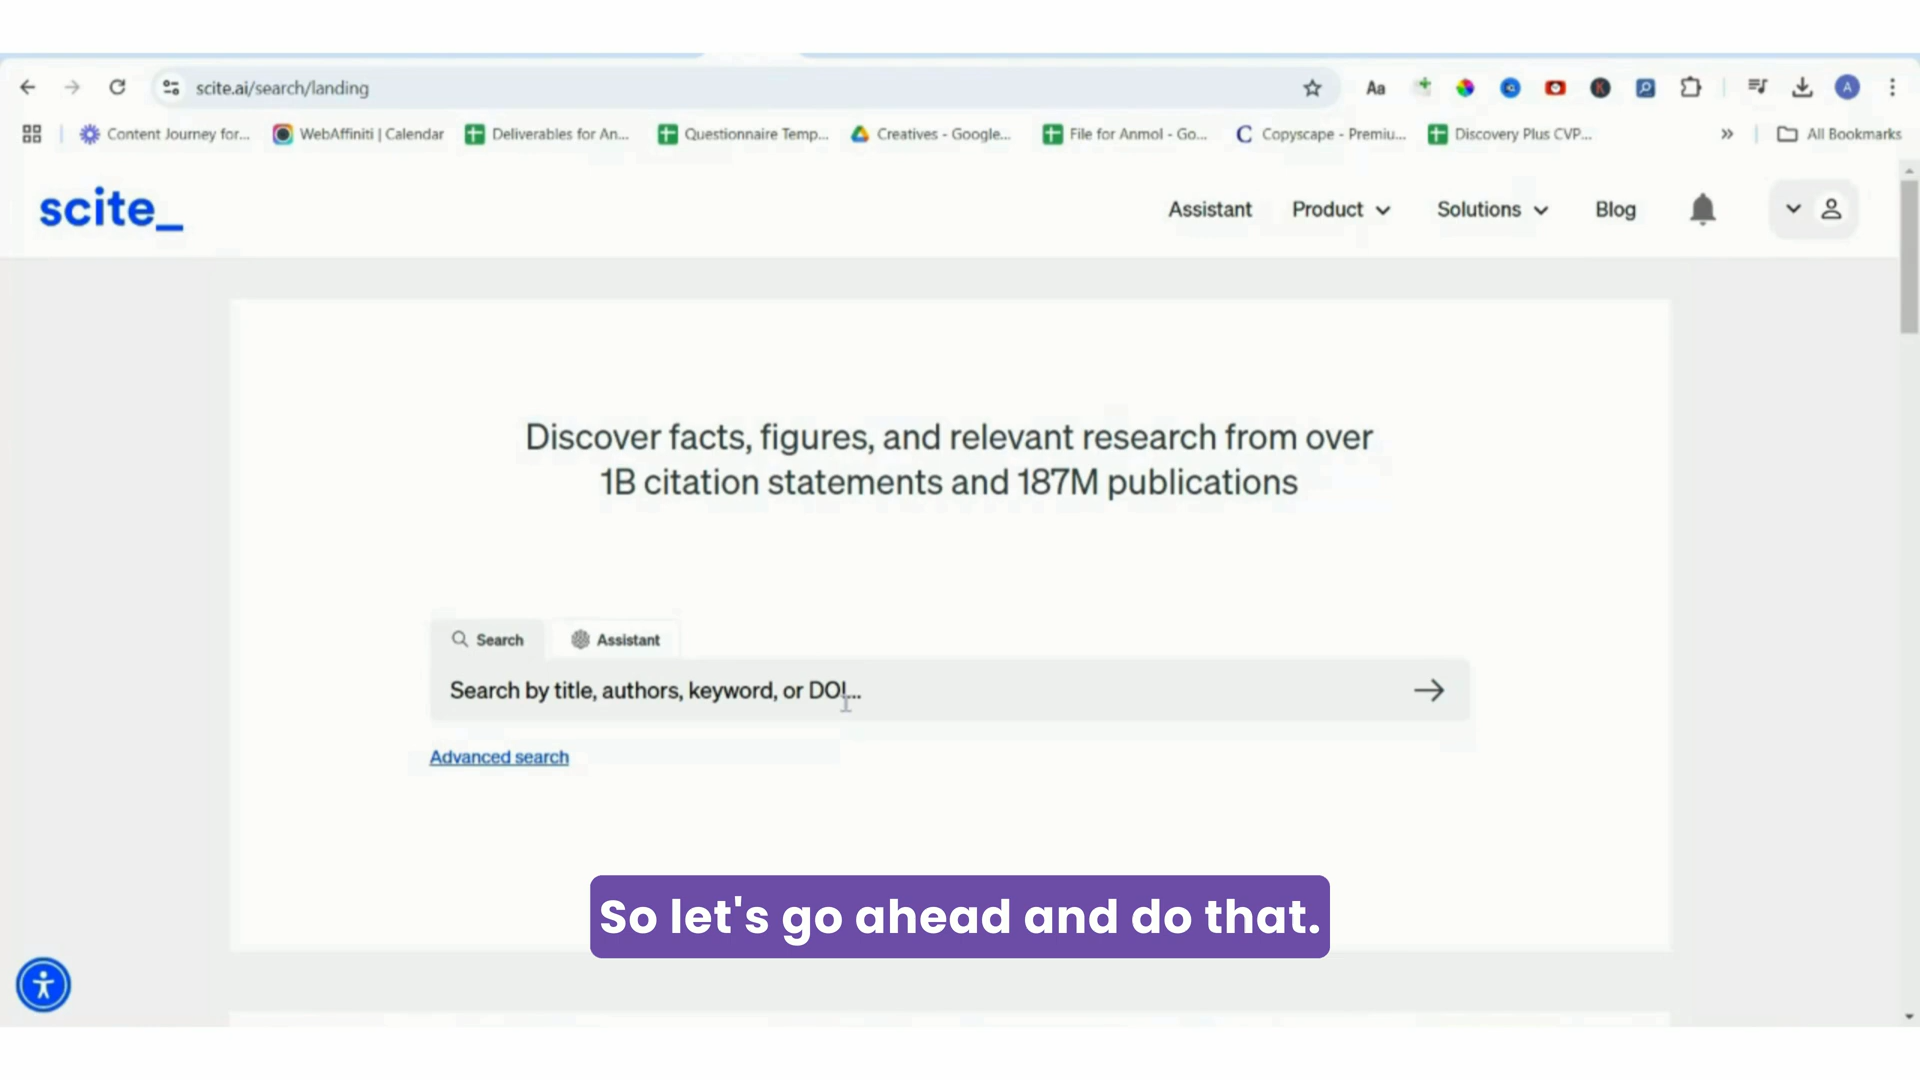 scite.ai/search/landing
Aa
A
Content Journey for...
WebAffiniti | Calendar
Deliverables for An...
Questionnaire Temp...
Creatives - Google...
File for Anmol - Go...
Copyscape - Premiu...
Discovery Plus CVP...
All Bookmarks
scite_
Assistant
Product
Solutions
Blog
Discover facts, figures, and relevant research from over
1B citation statements and 187M publications
Search
Assistant
Search by title, authors, keyword, or DOI...
Advanced search
So let's go ahead and do that.